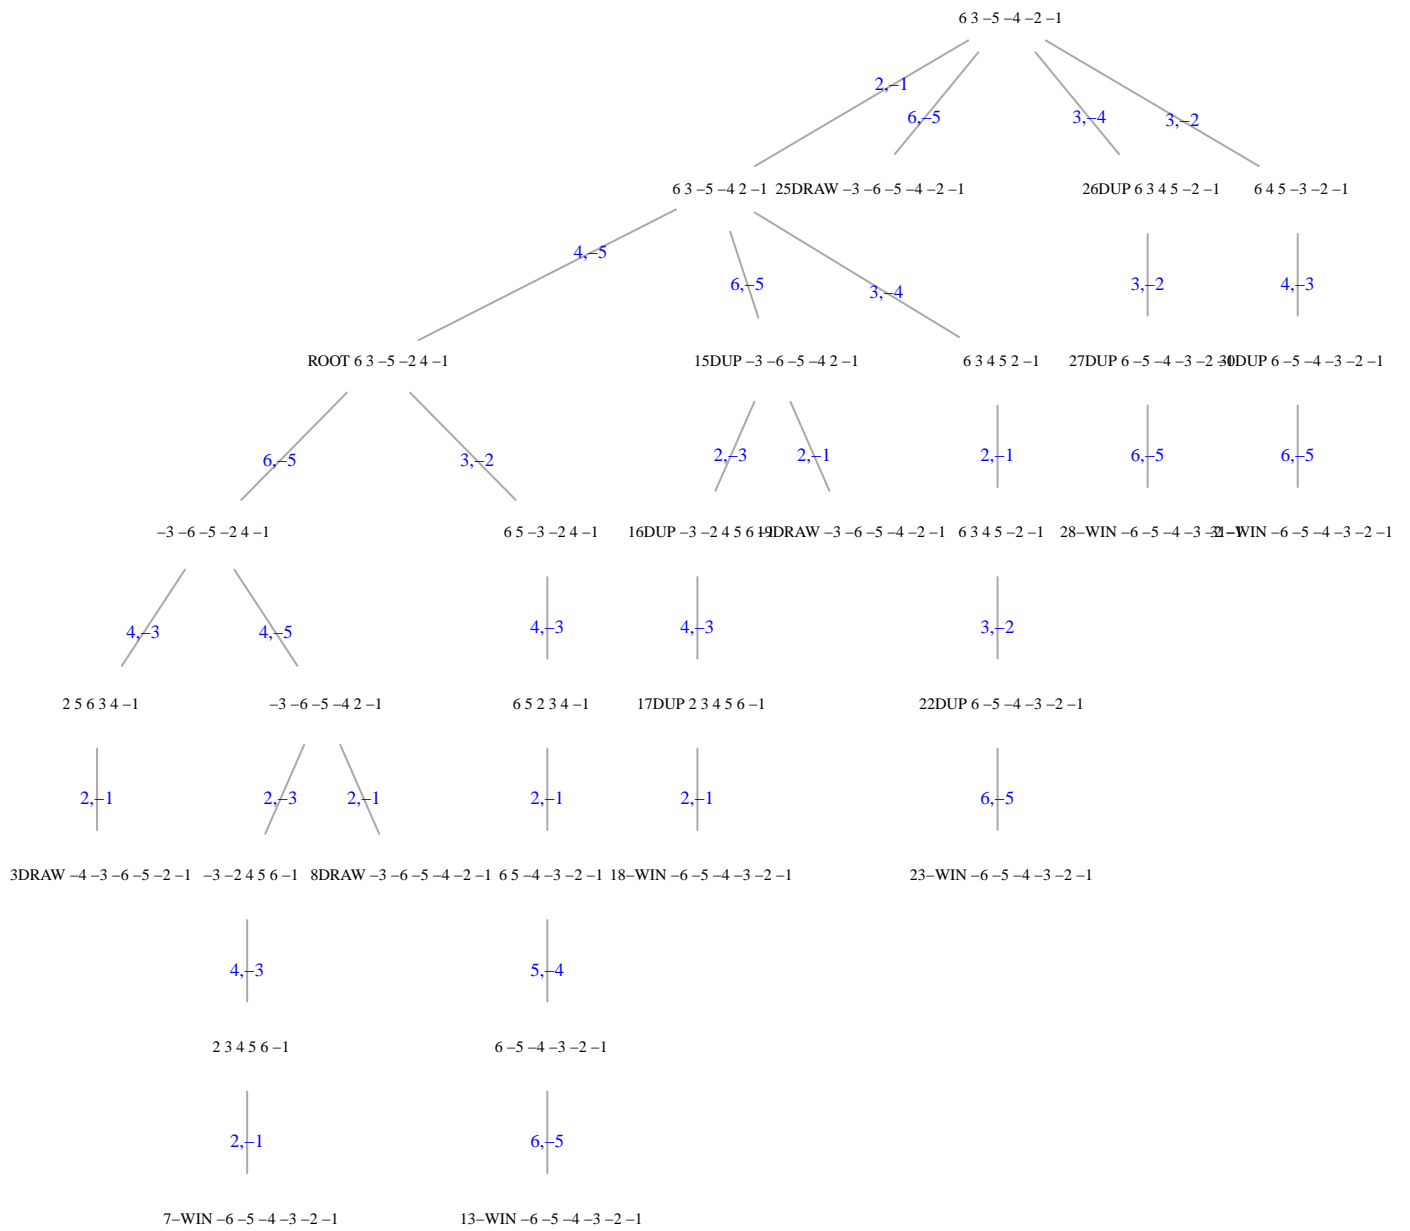 6 3 –5 –4 –2 –1
2,–1
6,–5
3,–4
3,–2
6 3 –5 –4 2 –1
25DRAW –3 –6 –5 –4 –2 –1
26DUP 6 3 4 5 –2 –1
6 4 5 –3 –2 –1
4,–5
6,–5
3,–4
3,–2
4,–3
ROOT 6 3 –5 –2 4 –1
15DUP –3 –6 –5 –4 2 –1
6 3 4 5 2 –1
27DUP 6 –5 –4 –3 –2 –1
30DUP 6 –5 –4 –3 –2 –1
6,–5
3,–2
2,–3
2,–1
2,–1
6,–5
6,–5
–3 –6 –5 –2 4 –1
6 5 –3 –2 4 –1
16DUP –3 –2 4 5 6 –1
19DRAW –3 –6 –5 –4 –2 –1
6 3 4 5 –2 –1
28–WIN –6 –5 –4 –3 –2 –1
31–WIN –6 –5 –4 –3 –2 –1
4,–3
4,–5
4,–3
4,–3
3,–2
2 5 6 3 4 –1
–3 –6 –5 –4 2 –1
6 5 2 3 4 –1
17DUP 2 3 4 5 6 –1
22DUP 6 –5 –4 –3 –2 –1
2,–1
2,–3
2,–1
2,–1
2,–1
6,–5
3DRAW –4 –3 –6 –5 –2 –1
–3 –2 4 5 6 –1
8DRAW –3 –6 –5 –4 –2 –1
6 5 –4 –3 –2 –1
18–WIN –6 –5 –4 –3 –2 –1
23–WIN –6 –5 –4 –3 –2 –1
4,–3
5,–4
2 3 4 5 6 –1
6 –5 –4 –3 –2 –1
2,–1
6,–5
7–WIN –6 –5 –4 –3 –2 –1
13–WIN –6 –5 –4 –3 –2 –1